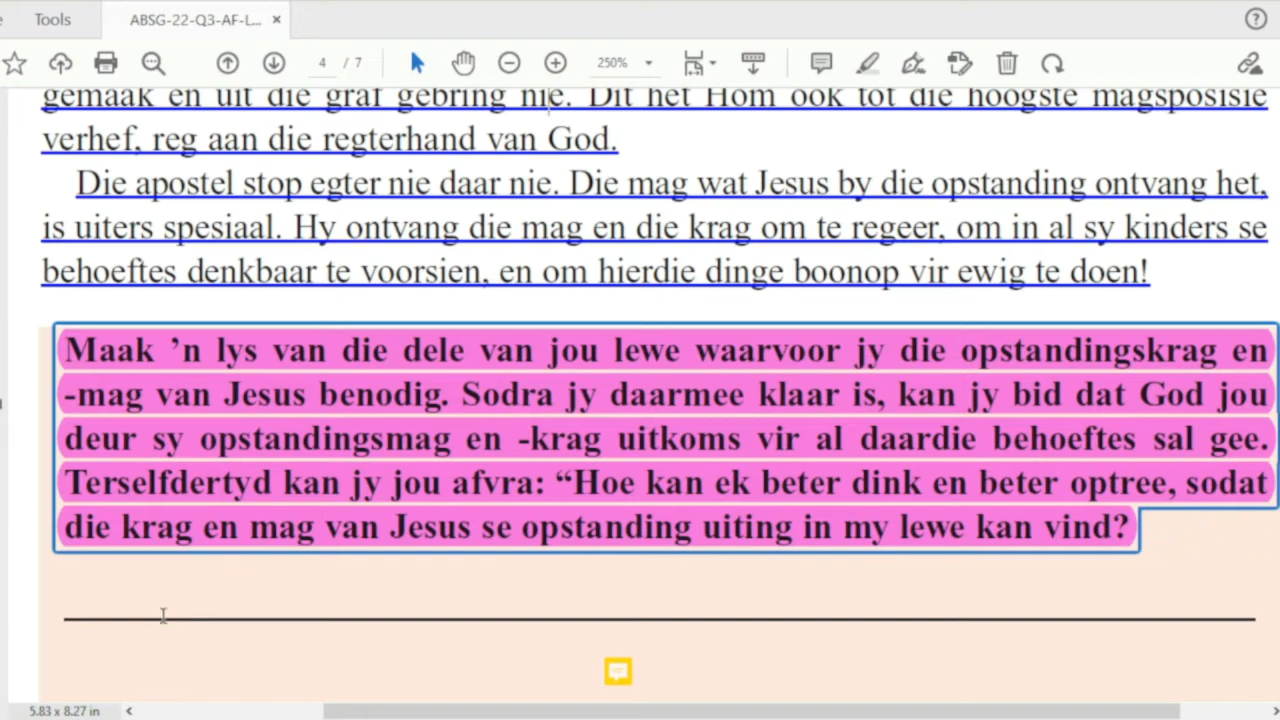 Tools
ABSG-22-Q3-AF-L... ×
4 / 7
250%
gemaak en uit die graf gebring nie. Dit het Hom ook tot die hoogste magsposisie
verhef, reg aan die regterhand van God.
Die apostel stop egter nie daar nie. Die mag wat Jesus by die opstanding ontvang het,
is uiters spesiaal. Hy ontvang die mag en die krag om te regeer, om in al sy kinders se
behoeftes denkbaar te voorsien, en om hierdie dinge boonop vir ewig te doen!
Maak ’n lys van die dele van jou lewe waarvoor jy die opstandingskrag en
-mag van Jesus benodig. Sodra jy daarmee klaar is, kan jy bid dat God jou
deur sy opstandingsmag en -krag uitkoms vir al daardie behoeftes sal gee.
Terselfdertyd kan jy jou afvra: “Hoe kan ek beter dink en beter optree, sodat
die krag en mag van Jesus se opstanding uiting in my lewe kan vind?
5.83 x 8.27 in